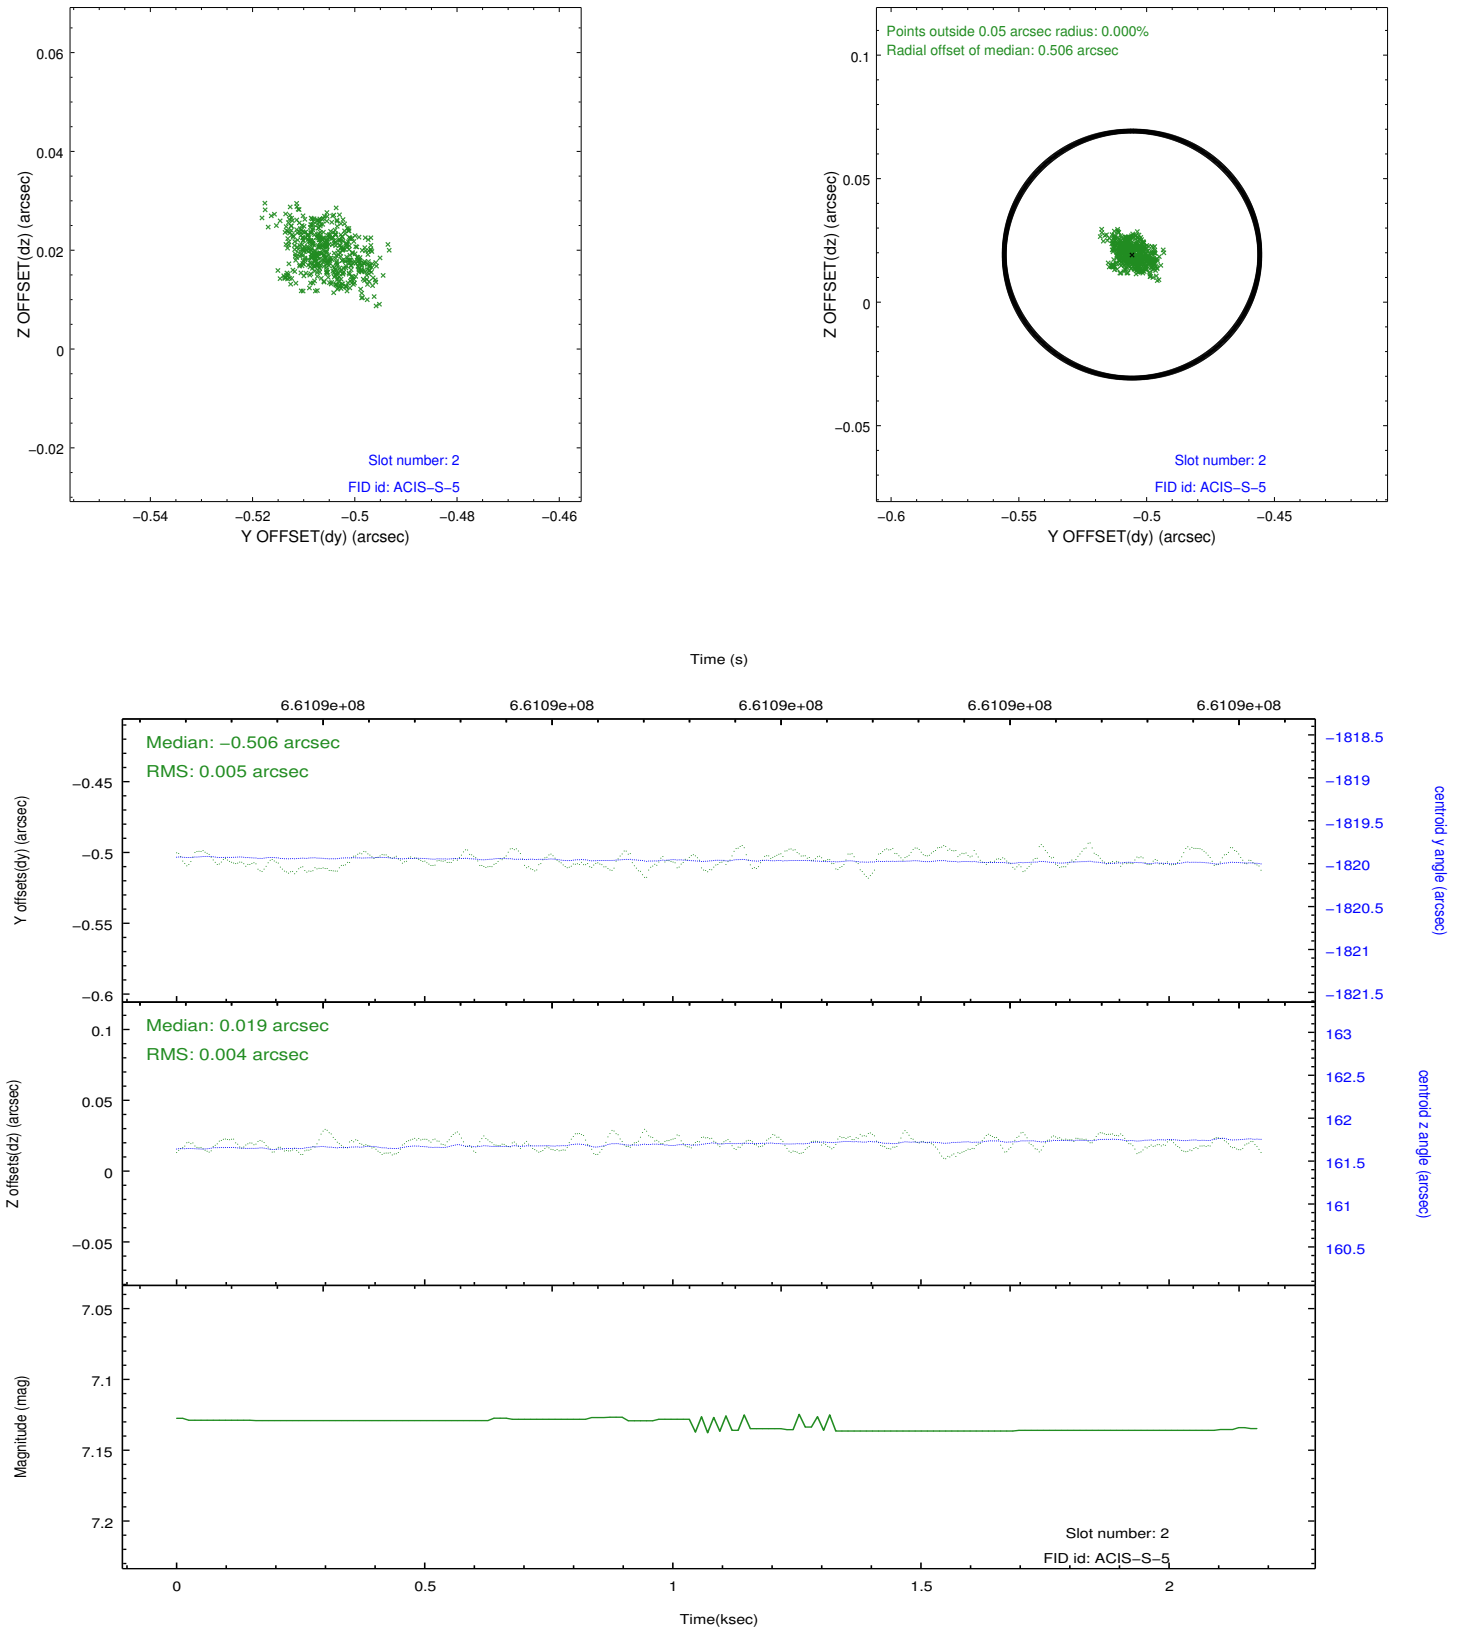 0.06
0.04
0.02
0
−0.02
Z OFFSET(dz) (arcsec)
−0.54
−0.52
−0.5
−0.48
−0.46
Y OFFSET(dy) (arcsec)
Slot number: 2
FID id: ACIS−S−5
Points outside 0.05 arcsec radius: 0.000%
Radial offset of median: 0.506 arcsec
0.1
0.05
0
−0.05
Z OFFSET(dz) (arcsec)
−0.6
−0.55
−0.5
−0.45
Y OFFSET(dy) (arcsec)
Slot number: 2
FID id: ACIS−S−5
Time (s)
6.6109e+08
6.6109e+08
6.6109e+08
6.6109e+08
6.6109e+08
Median: −0.506 arcsec
RMS: 0.005 arcsec
−0.45
−0.5
−0.55
−0.6
Y offsets(dy) (arcsec)
−1818.5
−1819
−1819.5
−1820
−1820.5
−1821
−1821.5
centroid y angle (arcsec)
Median: 0.019 arcsec
RMS: 0.004 arcsec
0.1
0.05
0
−0.05
Z offsets(dz) (arcsec)
163
162.5
162
161.5
161
160.5
centroid z angle (arcsec)
7.05
7.1
7.15
7.2
Magnitude (mag)
Slot number: 2
FID id: ACIS−S−5
0
0.5
1
1.5
2
Time(ksec)